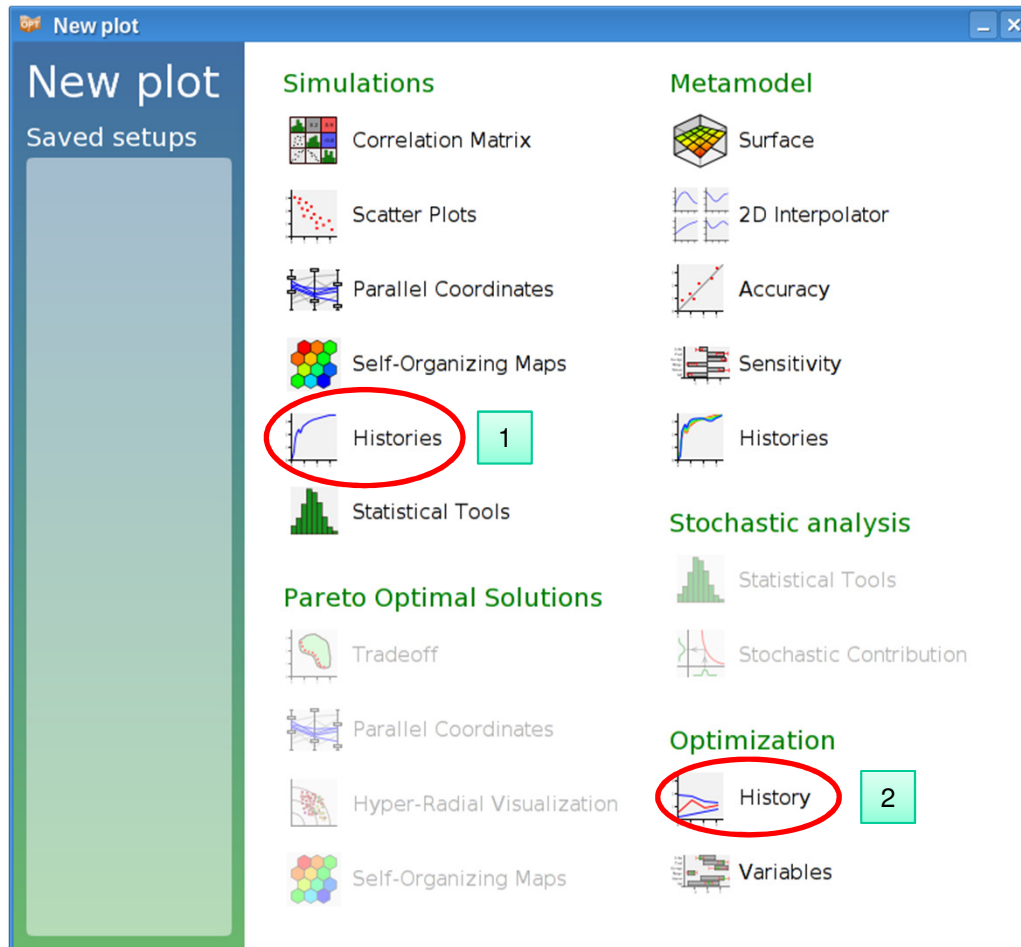 OPT New plot
New plot
Saved setups
Simulations
Correlation Matrix
Scatter Plots
Parallel Coordinates
Self-Organizing Maps
Histories
1
Statistical Tools
Pareto Optimal Solutions
Tradeoff
Parallel Coordinates
Hyper-Radial Visualization
Self-Organizing Maps
Metamodel
Surface
2D Interpolator
Accuracy
Sensitivity
Histories
Stochastic analysis
Statistical Tools
Stochastic Contribution
Optimization
History
2
Variables